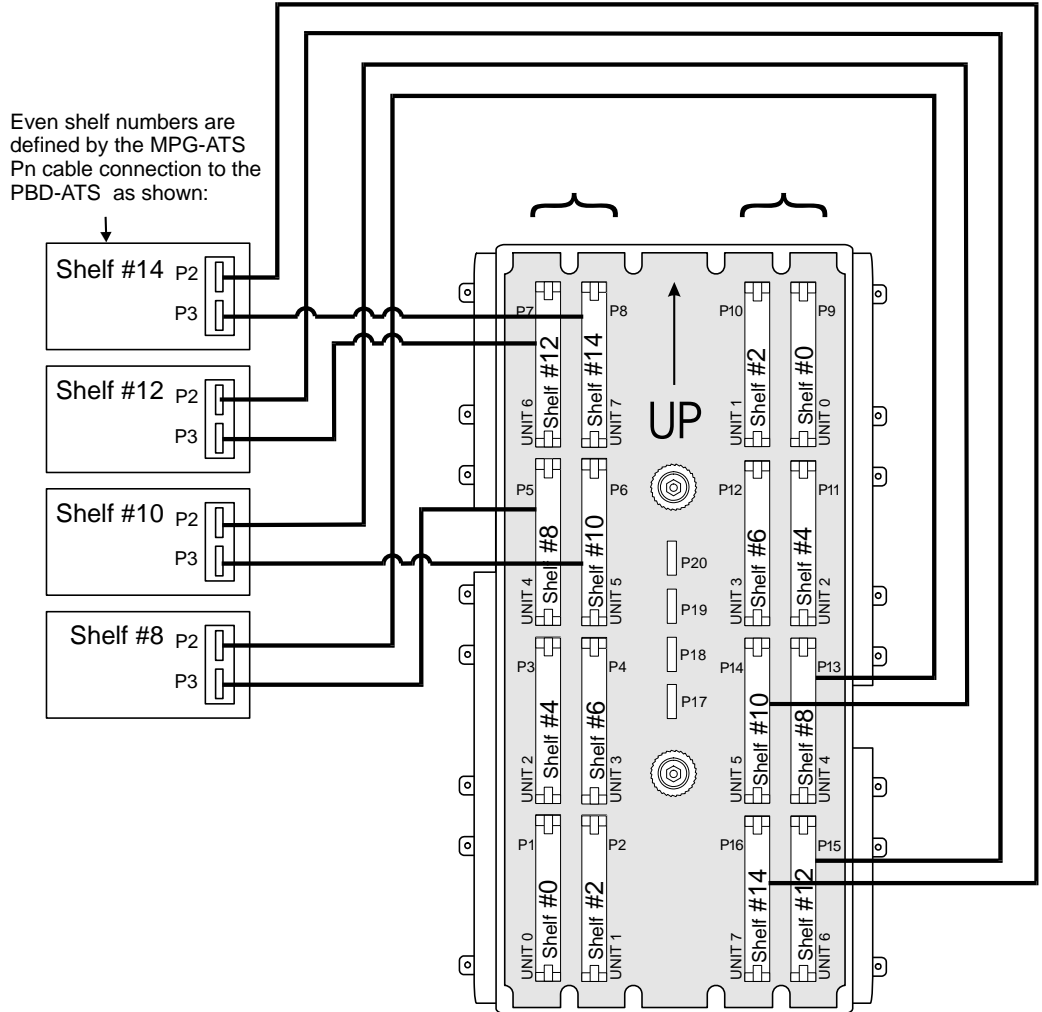 Even shelf numbers are
defined by the MPG-ATS
Pn cable connection to the
PBD-ATS as shown:
Shelf #14
P2
P3
Shelf #12
P2
P3
Shelf #10
P2
P3
Shelf #8
P2
P3
P7
UNIT 6
Shelf #12
P8
UNIT 7
Shelf #14
P5
UNIT 4
Shelf #8
P6
UNIT 5
Shelf #10
P3
UNIT 2
Shelf #4
P4
UNIT 3
Shelf #6
P1
UNIT 0
Shelf #0
P2
UNIT 1
Shelf #2
UP
P20
P19
P18
P17
P10
UNIT 1
Shelf #2
P9
UNIT 0
Shelf #0
P12
UNIT 3
Shelf #6
P11
UNIT 2
Shelf #4
P14
UNIT 5
Shelf #10
P13
UNIT 4
Shelf #8
P16
UNIT 7
Shelf #14
P15
UNIT 6
Shelf #12